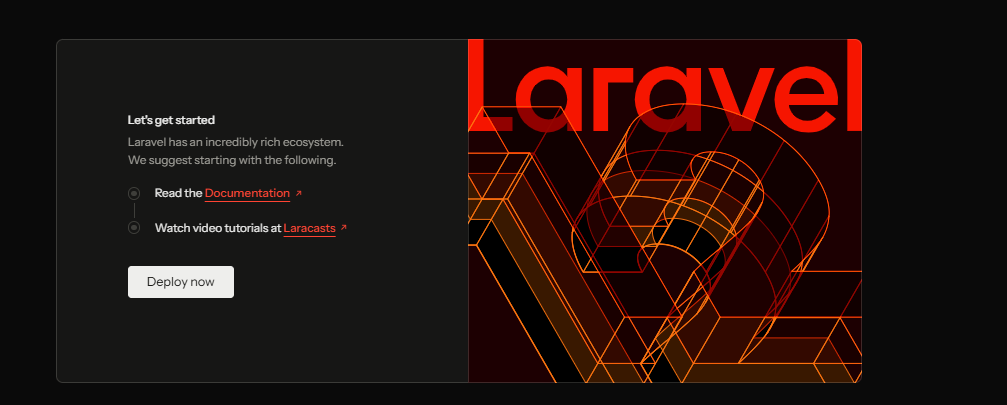 Let's get started
Laravel has an incredibly rich ecosystem.
We suggest starting with the following.
Read the Documentation ↗
Watch video tutorials at Laracasts ↗
Deploy now
Laravel